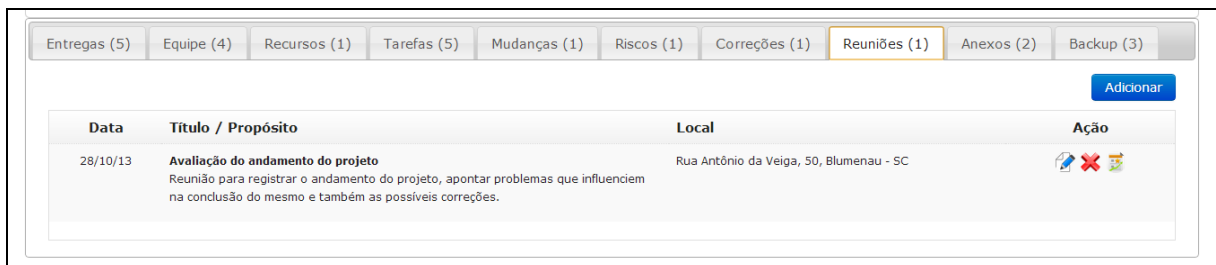 Entregas (5) Equipe (4) Recursos (1) Tarefas (5) Mudanças (1) Riscos (1) Correções (1) Reuniões (1) Anexos (2) Backup (3)
Adicionar
Data Título / Propósito Local Ação
28/10/13 Avaliação do andamento do projeto Rua Antônio da Veiga, 50, Blumenau - SC
Reunião para registrar o andamento do projeto, apontar problemas que influenciem
na conclusão do mesmo e também as possíveis correções.